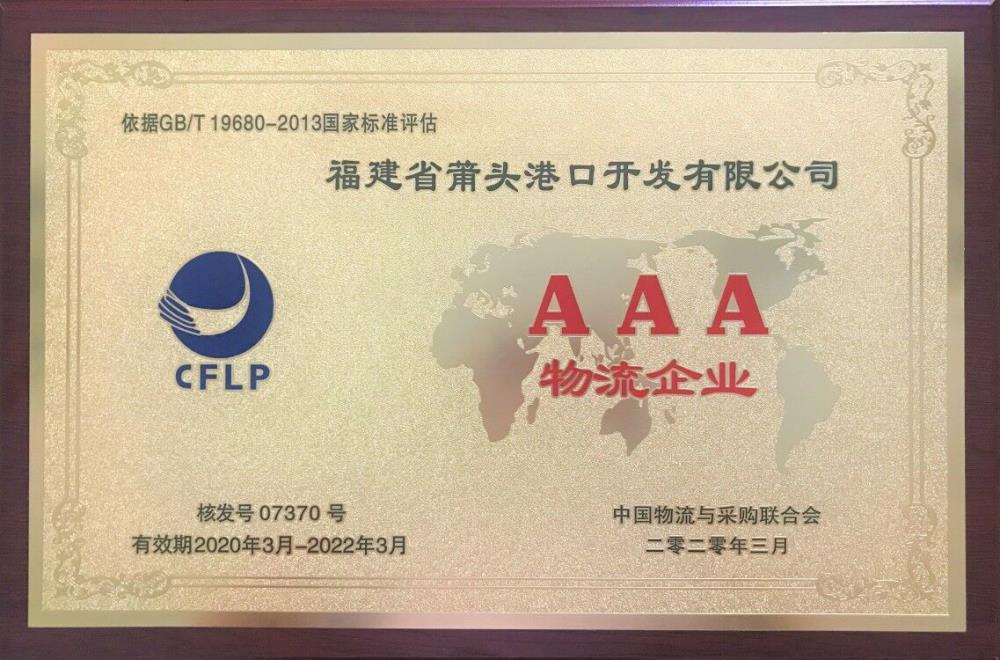 依据GB/T 19680-2013国家标准评估
福建省莆头港口开发有限公司
CFLP
AAA
物流企业
核发号 07370 号
有效期2020年3月-2022年3月
中国物流与采购联合会
二零二零年三月